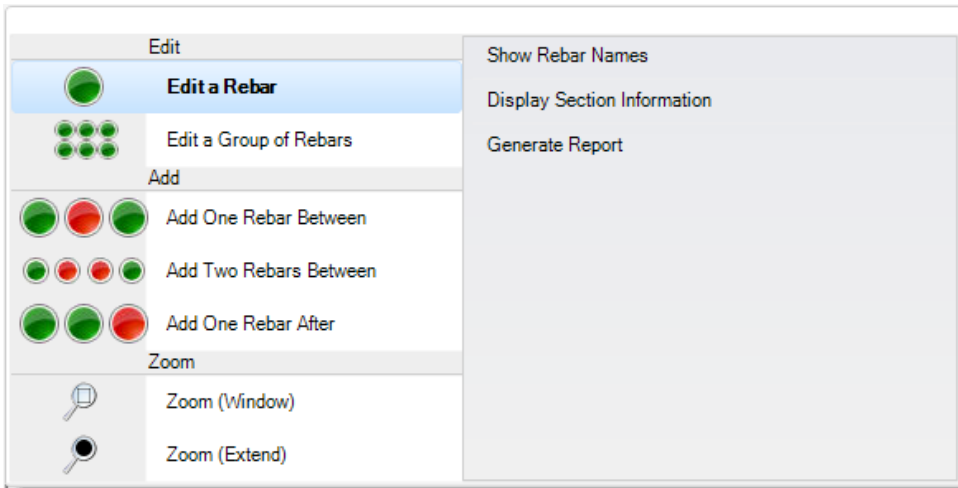 Edit
Edit a Rebar
Edit a Group of Rebars
Add
Add One Rebar Between
Add Two Rebars Between
Add One Rebar After
Zoom
Zoom (Window)
Zoom (Extend)
Show Rebar Names
Display Section Information
Generate Report